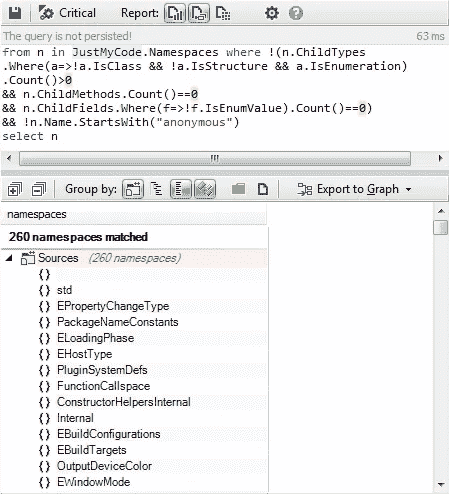 Critical Report:
The query is not persisted! 63 ms
from n in JustMyCode.Namespaces where !(n.ChildTypes
.Where(a=>!a.IsClass && !a.IsStructure && a.IsEnumeration)
.Count()>0
&& n.ChildMethods.Count()==0
&& n.ChildFields.Where(f=>!f.IsEnumValue).Count()==0)
&& !n.Name.StartsWith("anonymous")
select n
Group by: Export to Graph
namespaces
260 namespaces matched
Sources (260 namespaces)
{}
{} std
{} EPropertyChangeType
{} PackageNameConstants
{} ELoadingPhase
{} EHostType
{} PluginSystemDefs
{} FunctionCallspace
{} ConstructorHelpersInternal
{} Internal
{} EBuildConfigurations
{} EBuildTargets
{} OutputDeviceColor
{} EWindowMode